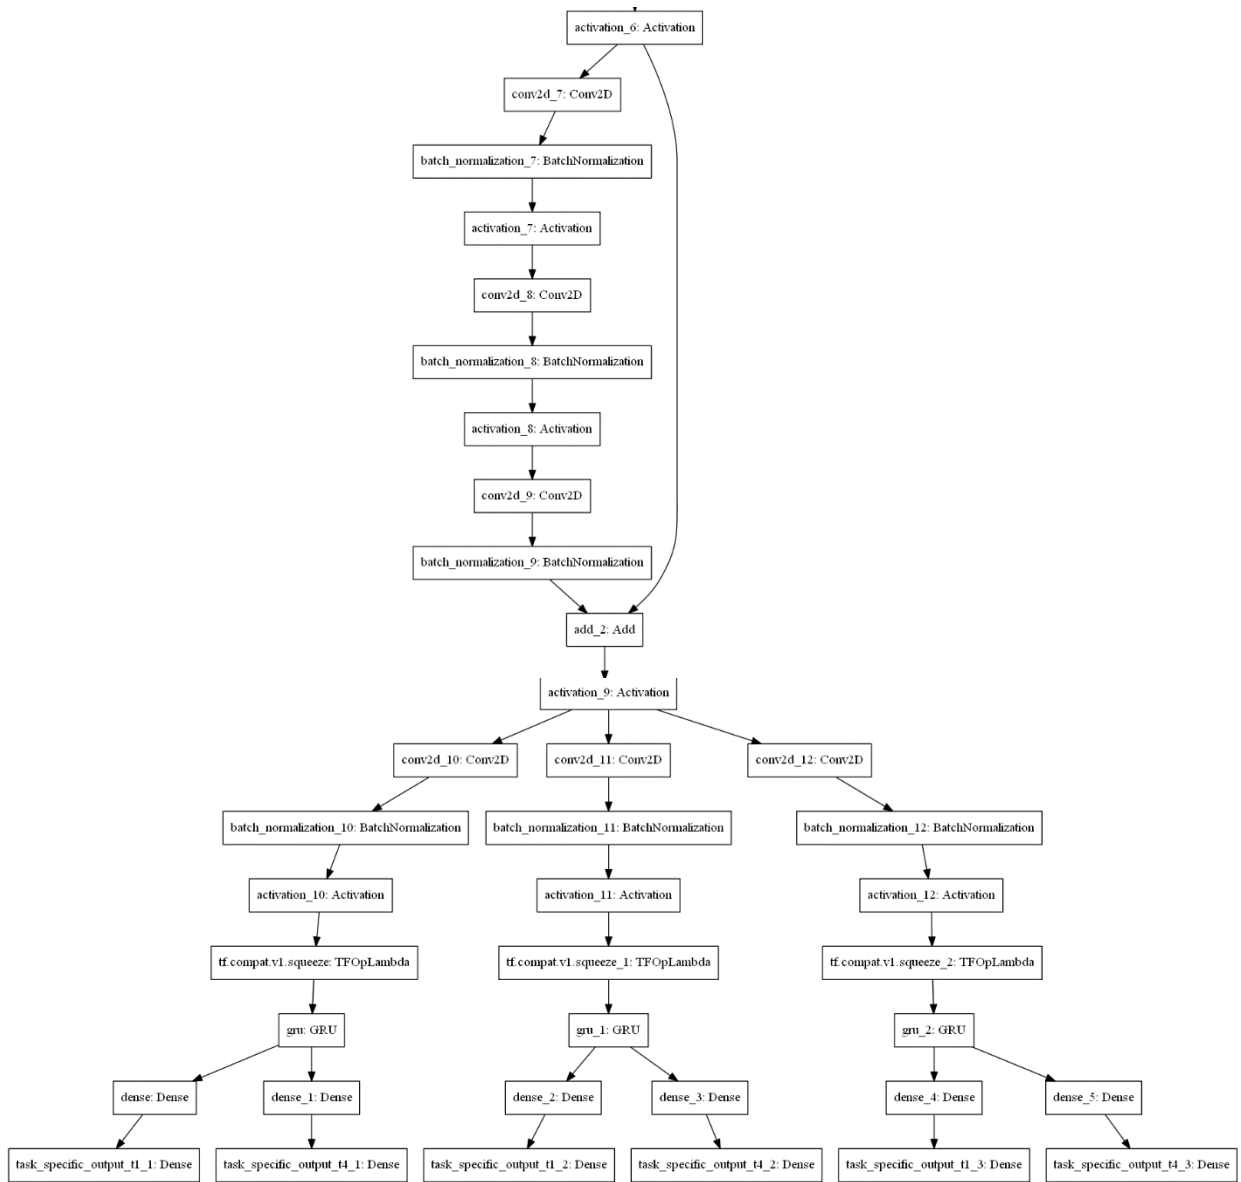 activation_6: Activation
conv2d_7: Conv2D
batch_normalization_7: BatchNormalization
activation_7: Activation
conv2d_8: Conv2D
batch_normalization_8: BatchNormalization
activation_8: Activation
conv2d_9: Conv2D
batch_normalization_9: BatchNormalization
add_2: Add
activation_9: Activation
conv2d_10: Conv2D
conv2d_11: Conv2D
conv2d_12: Conv2D
batch_normalization_10: BatchNormalization
batch_normalization_11: BatchNormalization
batch_normalization_12: BatchNormalization
activation_10: Activation
activation_11: Activation
activation_12: Activation
tf.compat.v1.squeeze: TFOpLambda
tf.compat.v1.squeeze_1: TFOpLambda
tf.compat.v1.squeeze_2: TFOpLambda
gru: GRU
gru_1: GRU
gru_2: GRU
dense: Dense
dense_1: Dense
dense_2: Dense
dense_3: Dense
dense_4: Dense
dense_5: Dense
task_specific_output_t1_1: Dense
task_specific_output_t4_1: Dense
task_specific_output_t1_2: Dense
task_specific_output_t4_2: Dense
task_specific_output_t1_3: Dense
task_specific_output_t4_3: Dense